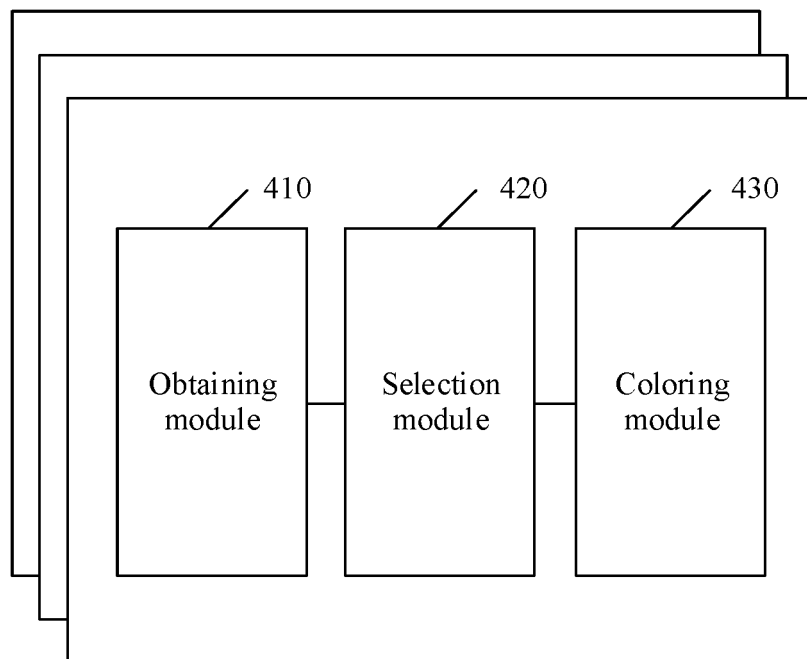 410
420
430
Obtaining
module
Selection
module
Coloring
module